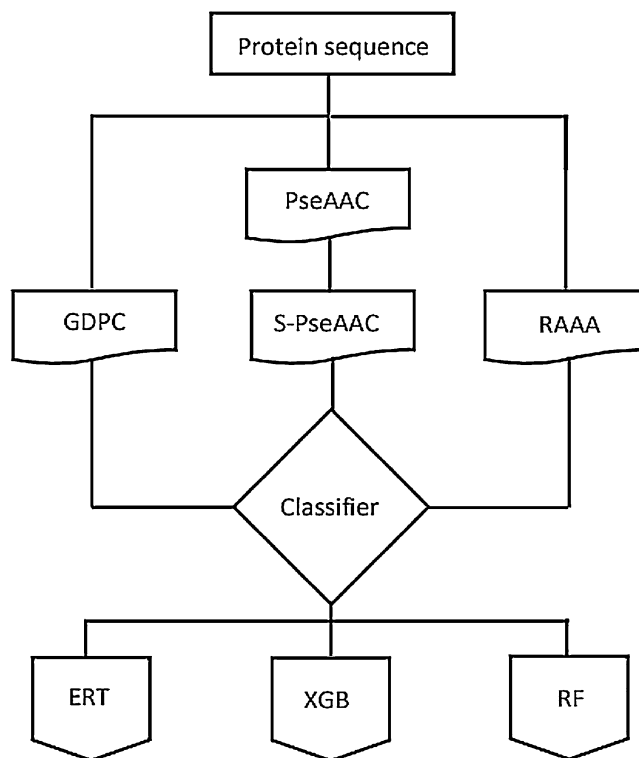 Protein sequence
PseAAC
GDPC
S-PseAAC
RAAA
Classifier
ERT
XGB
RF